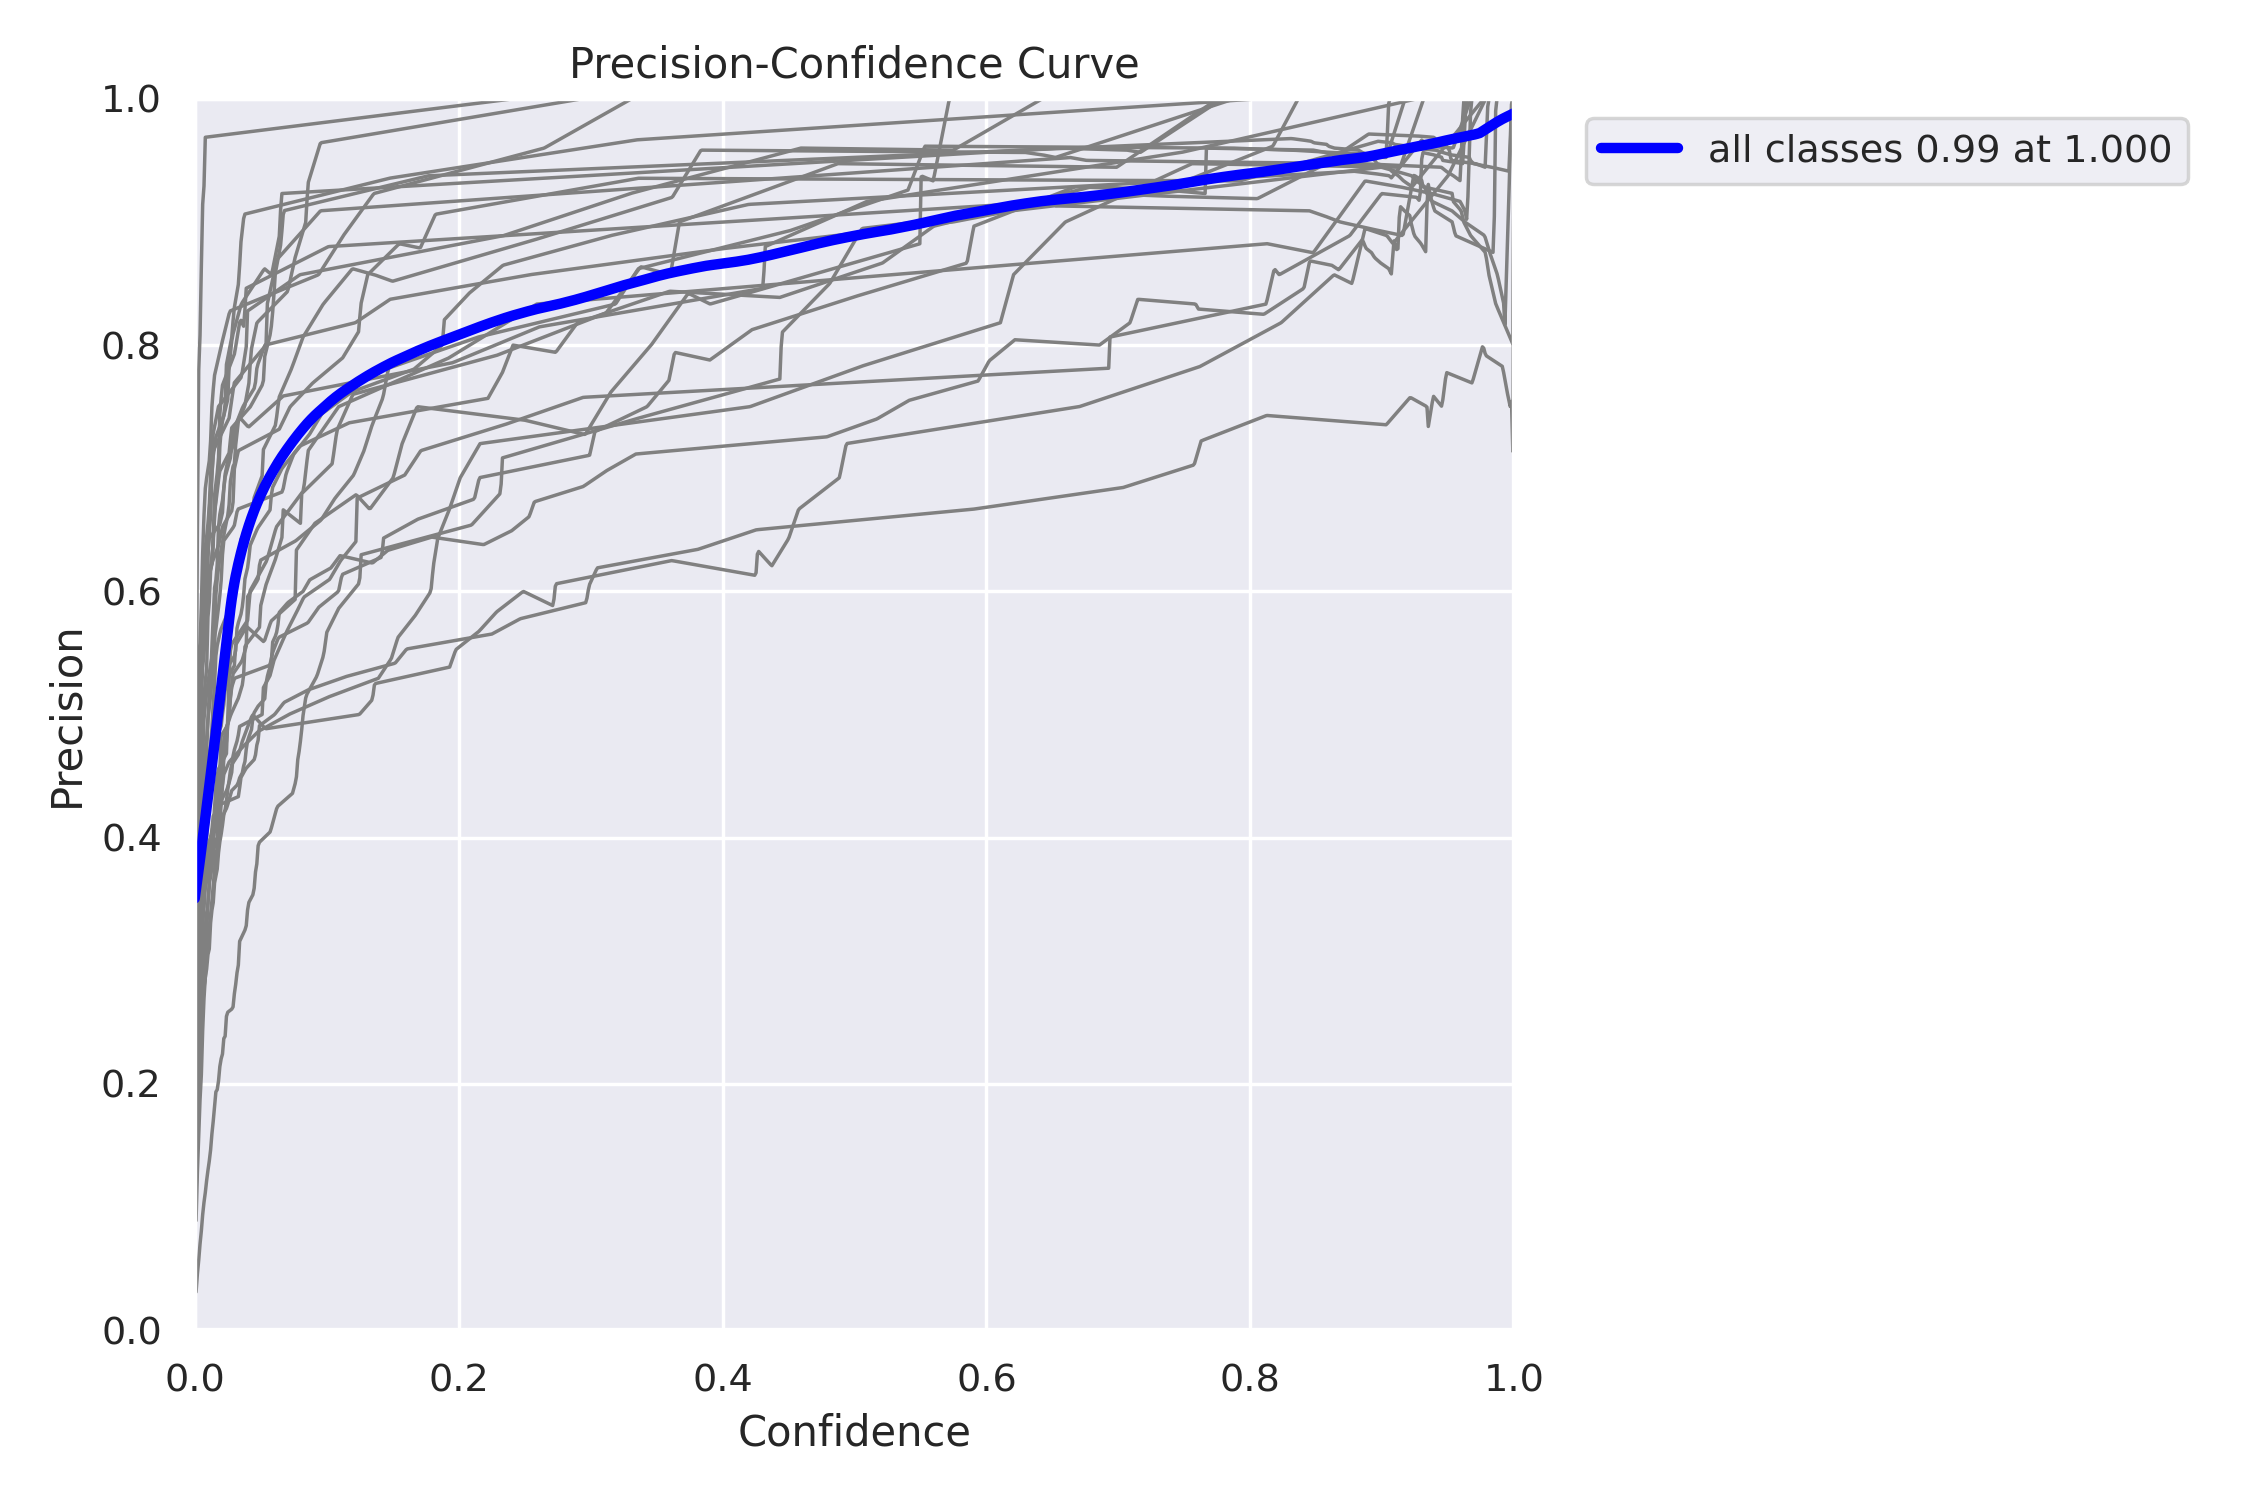 Precision-Confidence Curve
1.0
0.8
0.6
0.4
0.2
0.0
Precision
0.0 0.2 0.4 0.6 0.8 1.0
Confidence
all classes 0.99 at 1.000